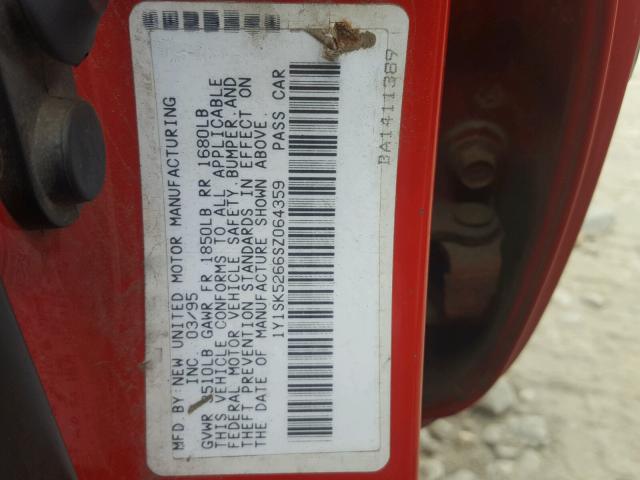 MFD BY: NEW UNITED MOTOR MANUFACTURING
INC. 03/95
GVWR 3510LB GAWR FR 1850LB RR 1680LB
THIS VEHICLE CONFORMS TO ALL APPLICABLE
FEDERAL MOTOR VEHICLE SAFETY, BUMPER, AND
THEFT PREVENTION STANDARDS IN EFFECT ON
THE DATE OF MANUFACTURE SHOWN ABOVE.
1Y1SK5266SZ064359 PASS CAR
BA1411389